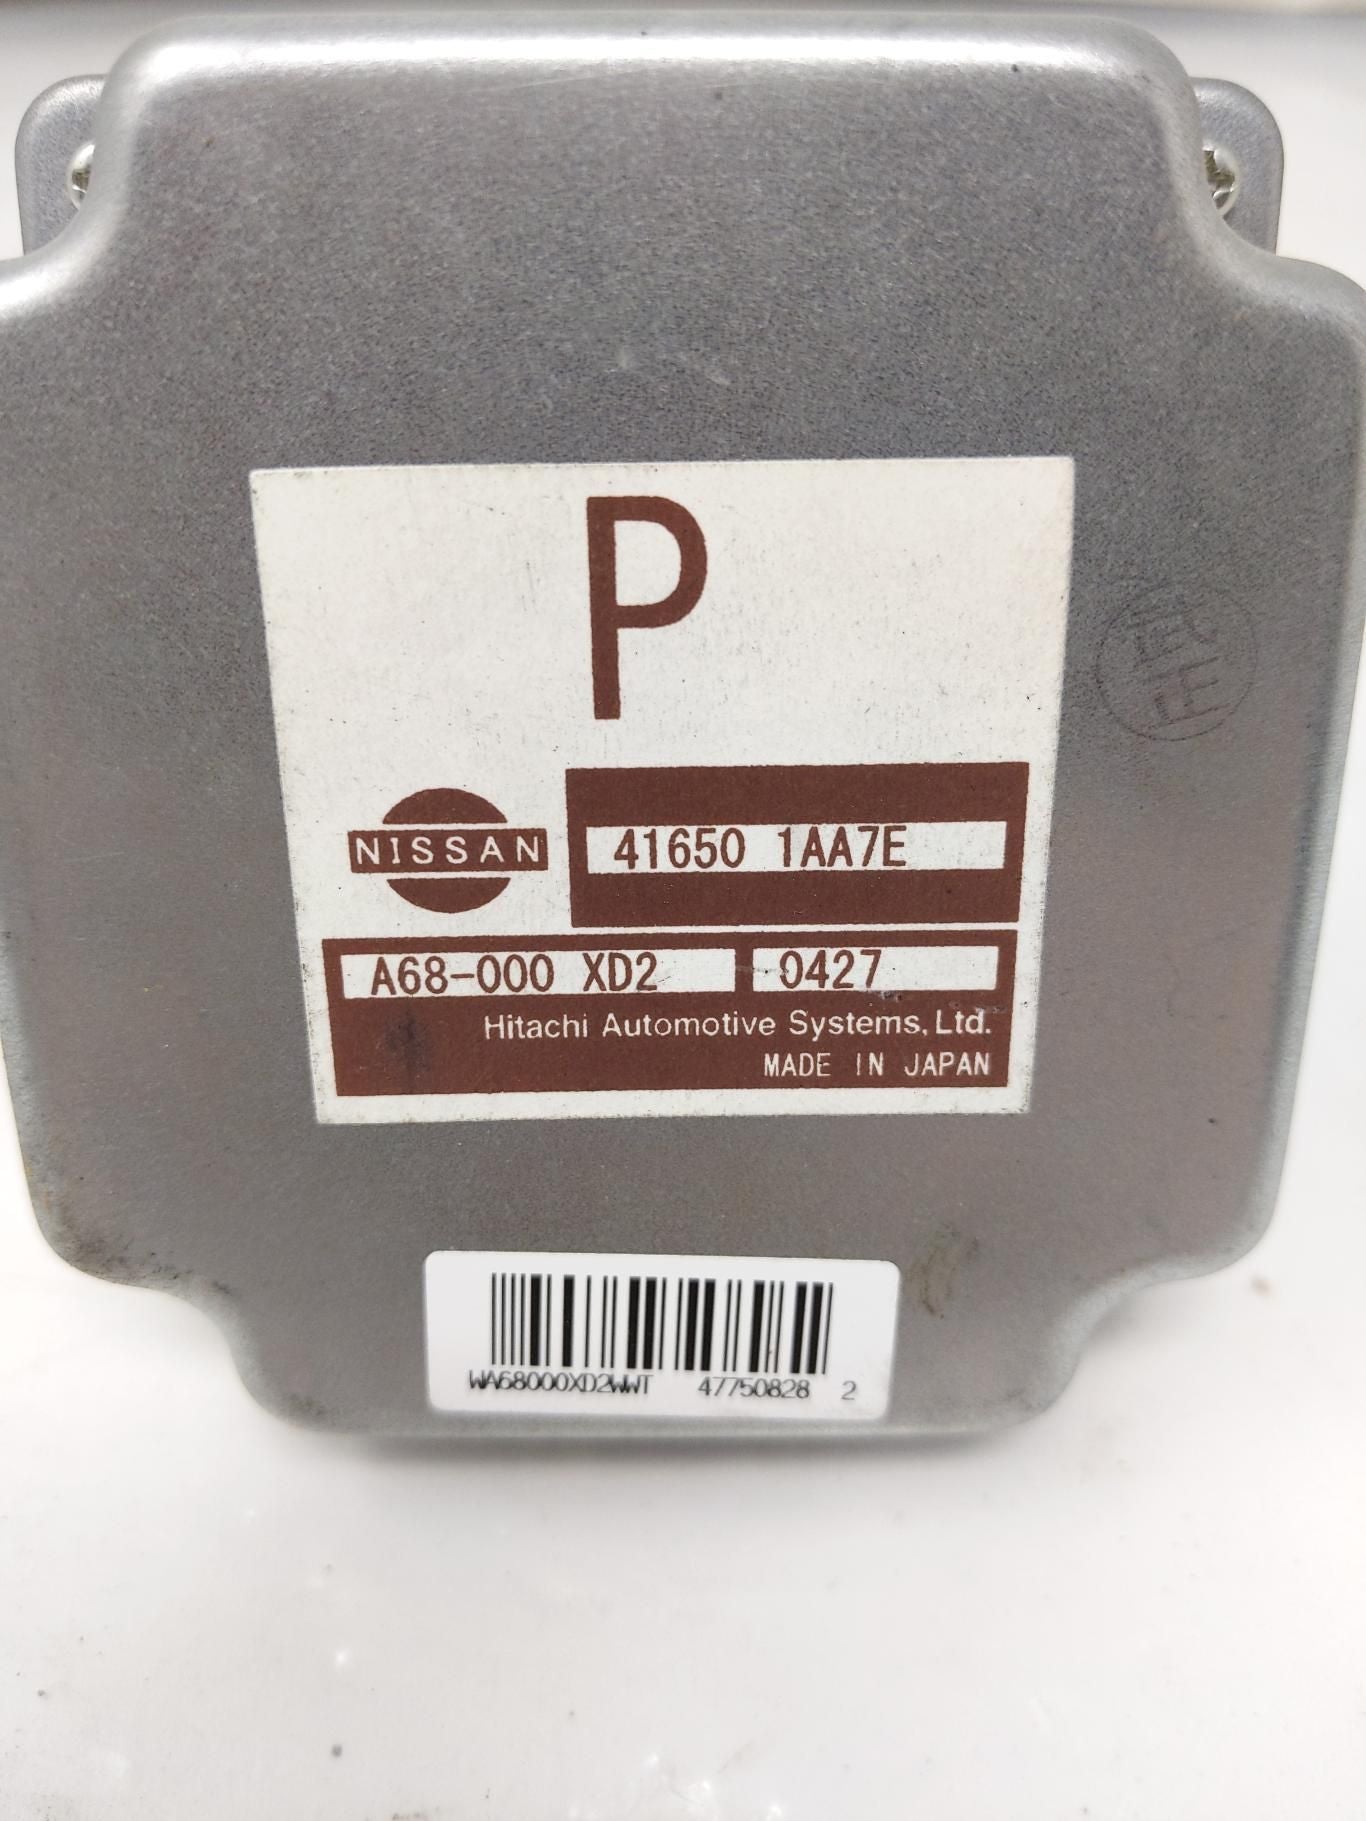 P
NISSAN
41650 1AA7E
A68-000 XD2 0427
Hitachi Automotive Systems, Ltd.
MADE IN JAPAN
WA68000XD2WWT 47750828 2